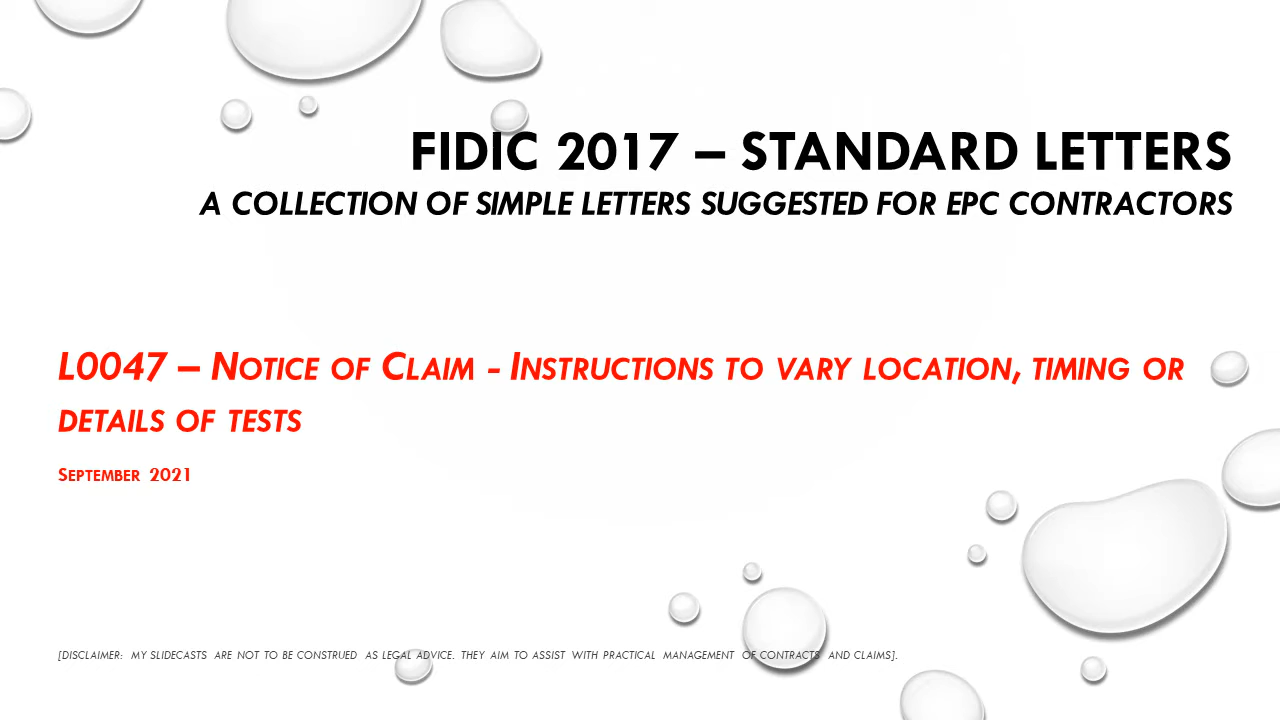 FIDIC 2017 – STANDARD LETTERS
A COLLECTION OF SIMPLE LETTERS SUGGESTED FOR EPC CONTRACTORS
L0047 – Notice of Claim - Instructions to vary location, timing or
details of tests
September 2021
[DISCLAIMER: MY SLIDECASTS ARE NOT TO BE CONSTRUED AS LEGAL ADVICE. THEY AIM TO ASSIST WITH PRACTICAL MANAGEMENT OF CONTRACTS AND CLAIMS].